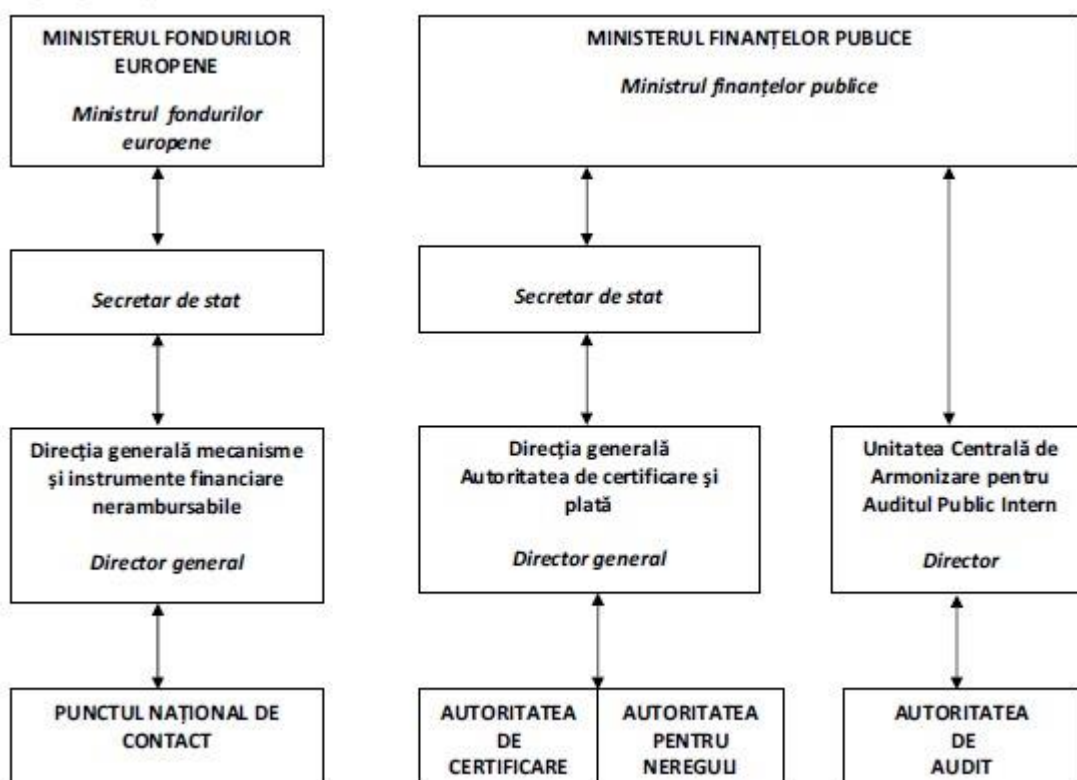 MINISTERUL FONDURILOR
EUROPENE
Ministrul fondurilor
europene
MINISTERUL FINANȚELOR PUBLICE
Ministrul finanțelor publice
Secretar de stat
Secretar de stat
Direcția generală mecanisme
și instrumente financiare
nerambursabile
Director general
Direcția generală
Autoritatea de certificare şi
plată
Director general
Unitatea Centrală de
Armonizare pentru
Auditul Public Intern
Director
PUNCTUL NAȚIONAL DE
CONTACT
AUTORITATEA
DE
CERTIFICARE
AUTORITATEA
PENTRU
NEREGULI
AUTORITATEA
DE
AUDIT